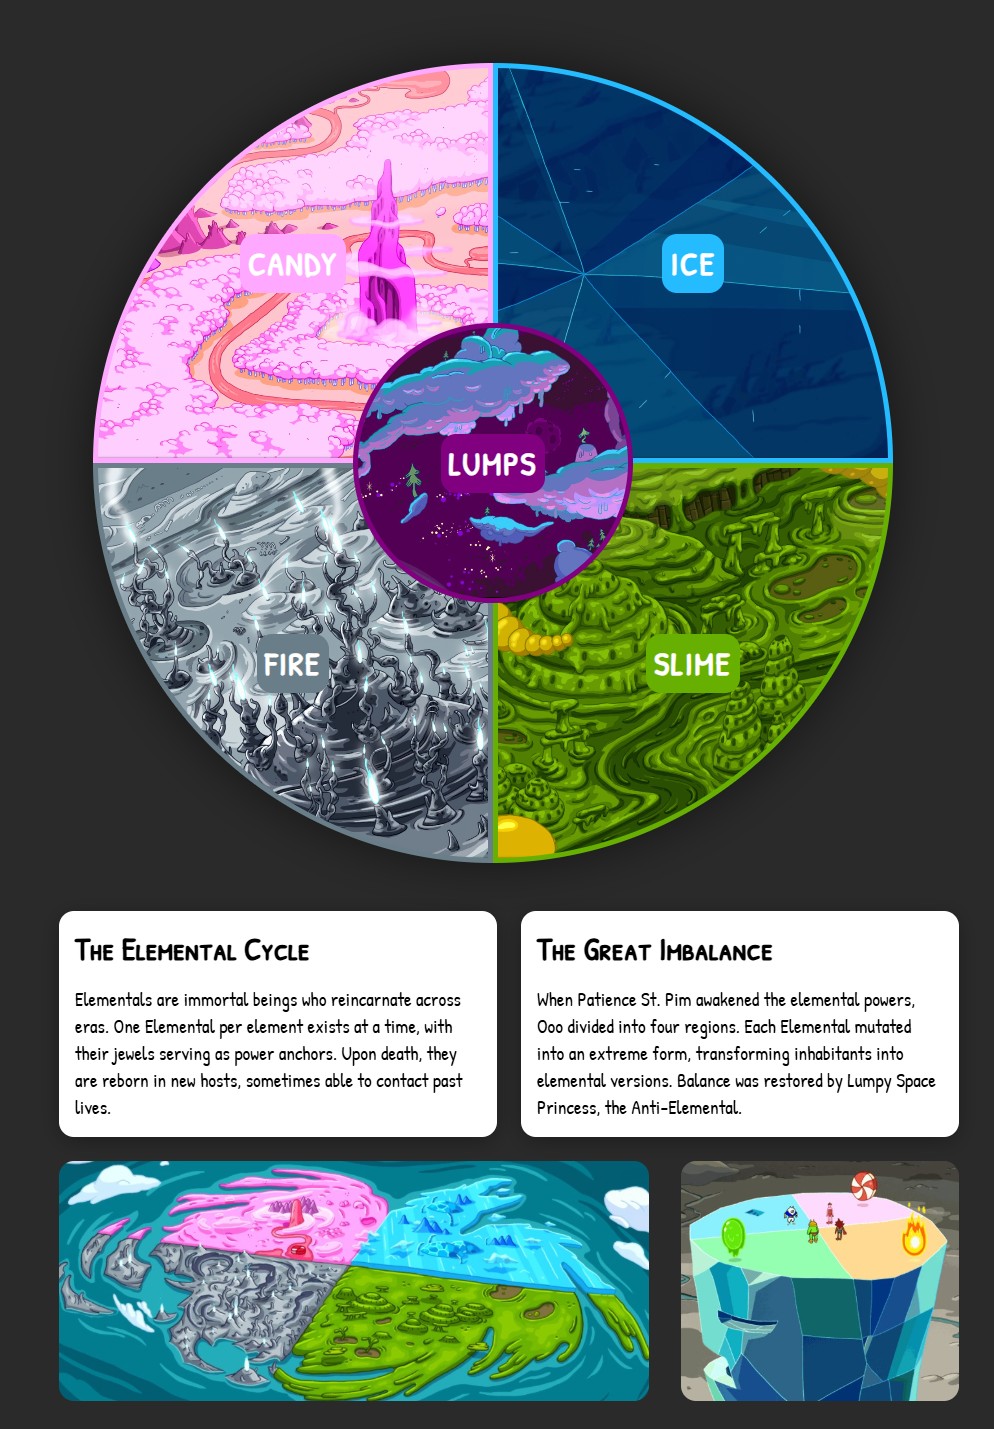 CANDY
ICE
LUMPS
FIRE
SLIME
The Elemental Cycle
Elementals are immortal beings who reincarnate across
eras. One Elemental per element exists at a time, with
their jewels serving as power anchors. Upon death, they
are reborn in new hosts, sometimes able to contact past
lives.
The Great Imbalance
When Patience St. Pim awakened the elemental powers,
Ooo divided into four regions. Each Elemental mutated
into an extreme form, transforming inhabitants into
elemental versions. Balance was restored by Lumpy Space
Princess, the Anti-Elemental.